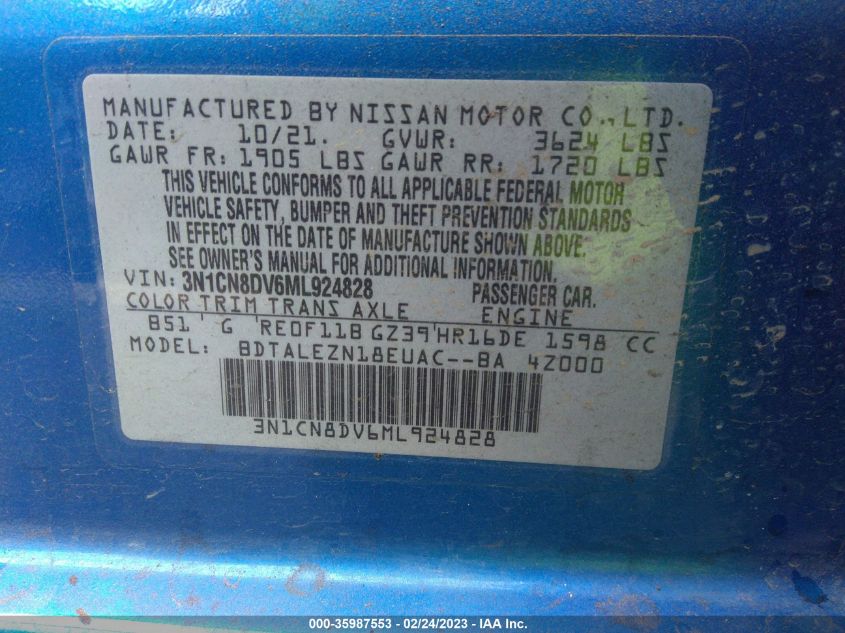 MANUFACTURED BY NISSAN MOTOR CO., LTD.
DATE: 10/21. GVWR: 3624 LBS
GAWR FR: 1905 LBS GAWR RR: 1720 LBS
THIS VEHICLE CONFORMS TO ALL APPLICABLE FEDERAL MOTOR
VEHICLE SAFETY, BUMPER AND THEFT PREVENTION STANDARDS
IN EFFECT ON THE DATE OF MANUFACTURE SHOWN ABOVE.
SEE OWNER'S MANUAL FOR ADDITIONAL INFORMATION.
VIN: 3N1CN8DV6ML924828 PASSENGER CAR.
COLOR TRIM TRANS AXLE ENGINE
B51 ' G 'RE0F11B GZ39'HR16DE 1598 CC
MODEL: BDTALEZN18EUAC--BA 4Z000
3N1CN8DV6ML924828
000-35987553 - 02/24/2023 - IAA Inc.